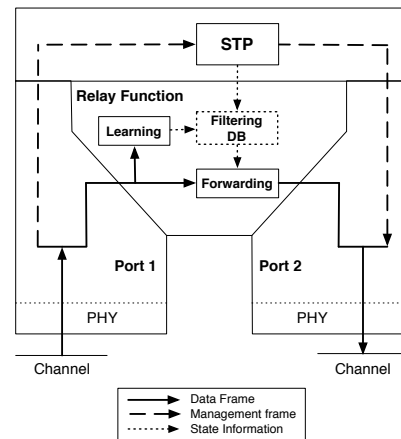 STP
Relay Function
Learning
Filtering
DB
Forwarding
Port 1
Port 2
PHY
PHY
Channel
Channel
Data Frame
Management frame
State Information